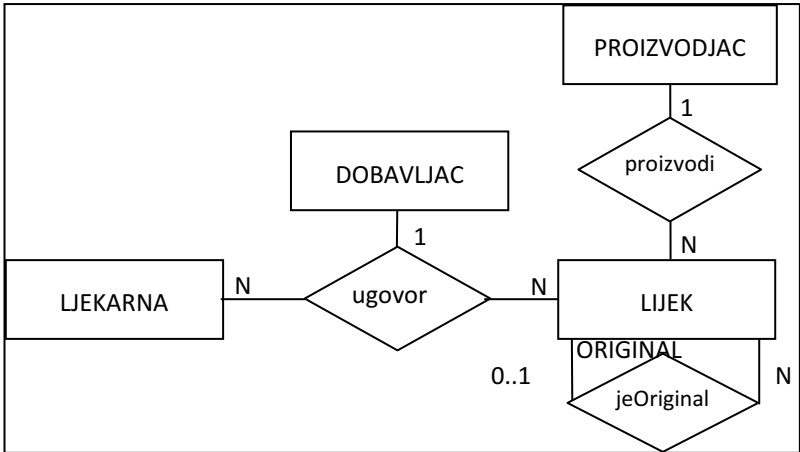 PROIZVODJAC
1
proizvodi
DOBAVLJAC
1
N
LJEKARNA
N
ugovor
N
LIJEK
ORIGINAL
0..1
N
jeOriginal